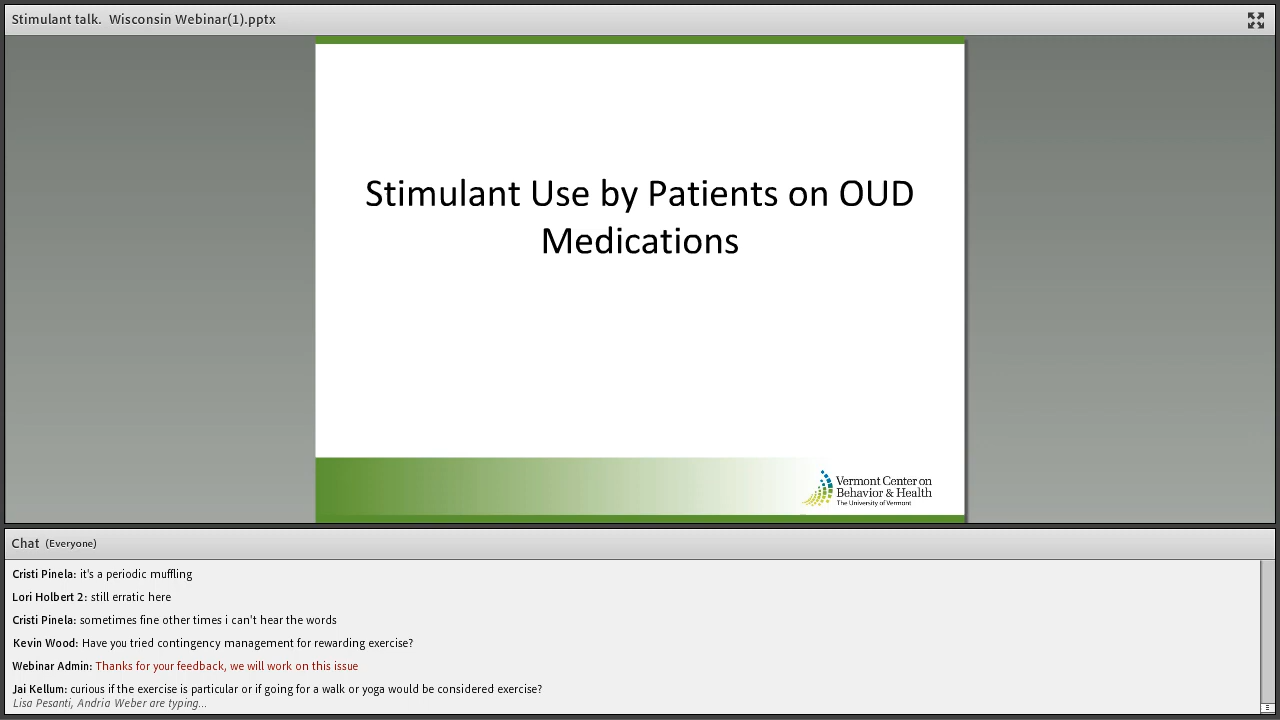 Stimulant talk.  Wisconsin Webinar(1).pptx
Stimulant Use by Patients on OUD
Medications
Vermont Center on
Behavior & Health
The University of Vermont
Chat (Everyone)
Cristi Pinela: it's a periodic muffling
Lori Holbert 2: still erratic here
Cristi Pinela: sometimes fine other times i can't hear the words
Kevin Wood: Have you tried contingency management for rewarding exercise?
Webinar Admin: Thanks for your feedback, we will work on this issue
Jai Kellum: curious if the exercise is particular or if going for a walk or yoga would be considered exercise?
Lisa Pesanti, Andria Weber are typing...